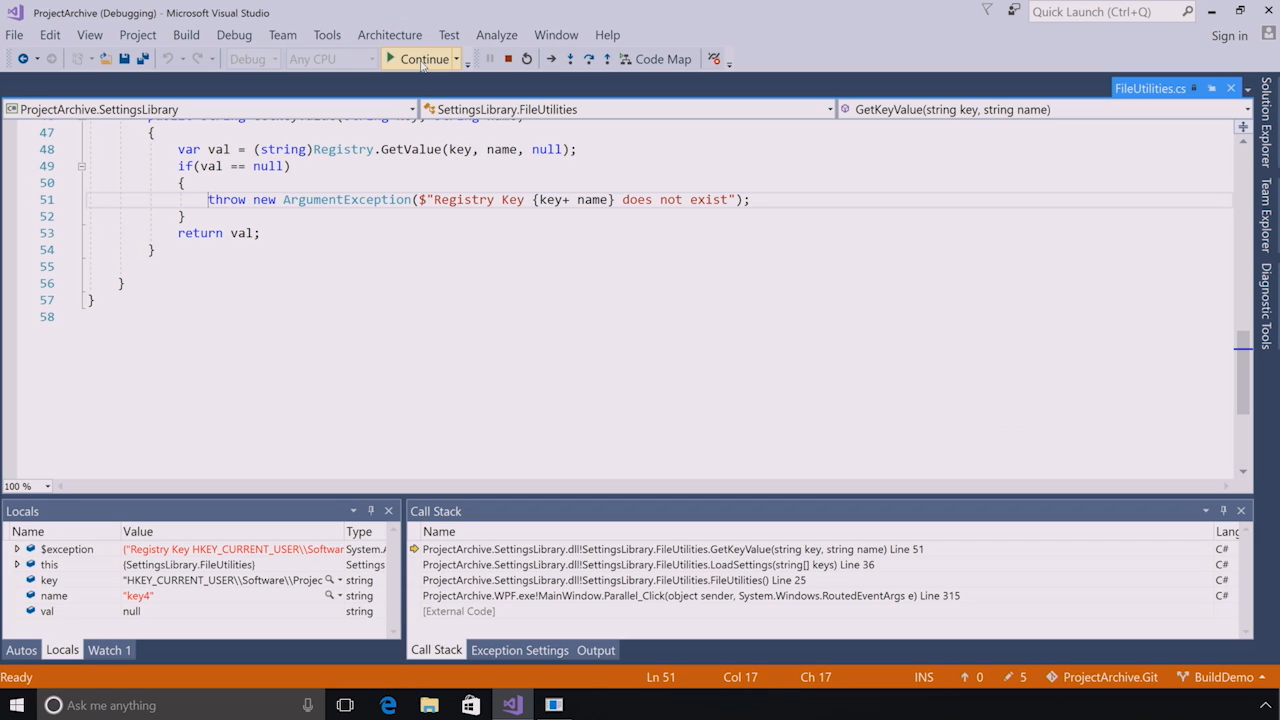 ProjectArchive (Debugging) - Microsoft Visual Studio
Quick Launch (Ctrl+Q)
File Edit View Project Build Debug Team Tools Architecture Test Analyze Window Help
Sign in
Debug Any CPU Continue Code Map
FileUtilities.cs
ProjectArchive.SettingsLibrary SettingsLibrary.FileUtilities GetKeyValue(string key, string name)
47 {
48 var val = (string)Registry.GetValue(key, name, null);
49 if(val == null)
50 {
51 throw new ArgumentException($"Registry Key {key+ name} does not exist");
52 }
53 return val;
54 }
55
56 }
57 }
58
Solution Explorer
Team Explorer
Diagnostic Tools
100 %
Locals
Name Value Type
$exception {"Registry Key HKEY_CURRENT_USER\\Softwar System.A
this {SettingsLibrary.FileUtilities} Settings
key "HKEY_CURRENT_USER\\Software\\Projec string
name "key4" string
val null string
Autos Locals Watch 1
Call Stack
Name Lang
ProjectArchive.SettingsLibrary.dll!SettingsLibrary.FileUtilities.GetKeyValue(string key, string name) Line 51 C#
ProjectArchive.SettingsLibrary.dll!SettingsLibrary.FileUtilities.LoadSettings(string[] keys) Line 36 C#
ProjectArchive.SettingsLibrary.dll!SettingsLibrary.FileUtilities.FileUtilities() Line 25 C#
ProjectArchive.WPF.exe!MainWindow.Parallel_Click(object sender, System.Windows.RoutedEventArgs e) Line 315 C#
[External Code]
Call Stack Exception Settings Output
Ready Ln 51 Col 17 Ch 17 INS 0 5 ProjectArchive.Git BuildDemo
Ask me anything